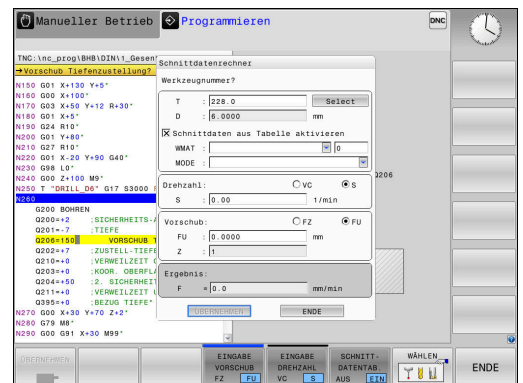 Manueller Betrieb
Programmieren
DNC
TNC:\nc_prog\BHB\DIN\1_Gesen
→Vorschub Tiefenzustellung?
N150 G01 X+130 Y+5*
N160 G00 X+100*
N170 G03 X+50 Y+12 R+30*
N180 G01 X+5*
N190 G24 R10*
N200 G01 Y+80*
N210 G27 R10*
N220 G01 X-20 Y+90 G40*
N230 G98 L0*
N240 G00 Z+100 M9*
N250 T "DRILL_D6" G17 S3000
N260
G200 BOHREN
Q200=+2 ;SICHERHEITS-
Q201=-7 ;TIEFE
Q206=150 VORSCHUB T
Q202=+7 ;ZUSTELL-TIEFE
Q210=+0 ;VERWEILZEIT
Q203=+0 ;KOOR. OBERFL
Q204=+50 ;2. SICHERHEIT
Q211=+0 ;VERWEILZEIT
Q395=+0 ;BEZUG TIEFE*
N270 G00 X+30 Y+70 Z+2*
N280 G79 M8*
N290 G00 G91 X+30 M99*
Schnittdatenrechner
Werkzeugnummer?
T : 228.0 Select
D : 6.0000 mm
Schnittdaten aus Tabelle aktivieren
WMAT : 0
MODE :
Drehzahl: VC S
S : 0.00 1/min
Vorschub: FZ FU
FU : 0.0000 mm
Z : 1
Ergebnis:
F = 0.0 mm/min
ÜBERNEHMEN ENDE
Q206
ÜBERNEHMEN
EINGABE VORSCHUB FZ FU
EINGABE DREHZAHL VC S
SCHNITT- DATENTAB. AUS EIN
WÄHLEN
ENDE